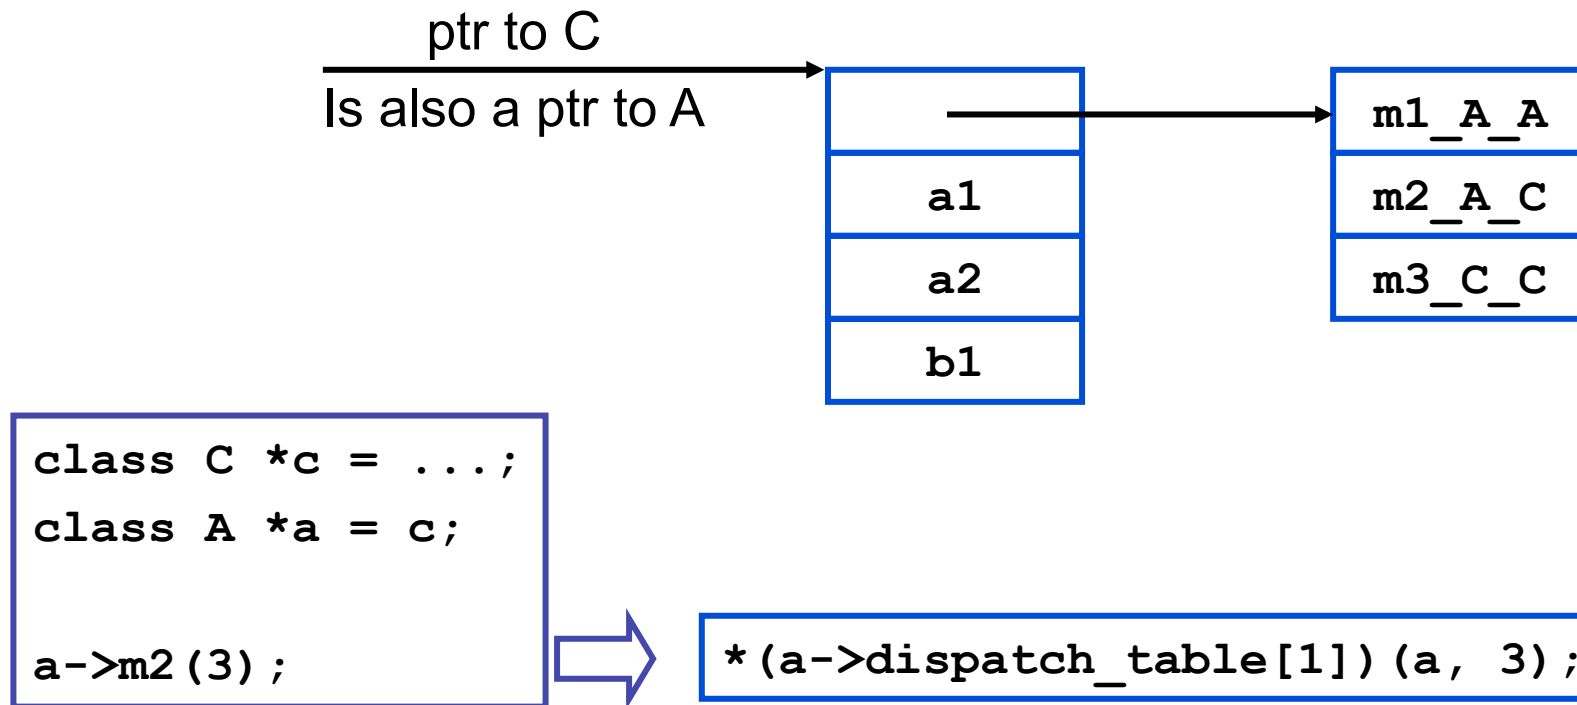 ptr to C
Is also a ptr to A
m1_A_A
a1
m2_A_C
a2
m3_C_C
b1
class C *c = ...;
class A *a = c;
a->m2(3);
*(a->dispatch_table[1])(a, 3);